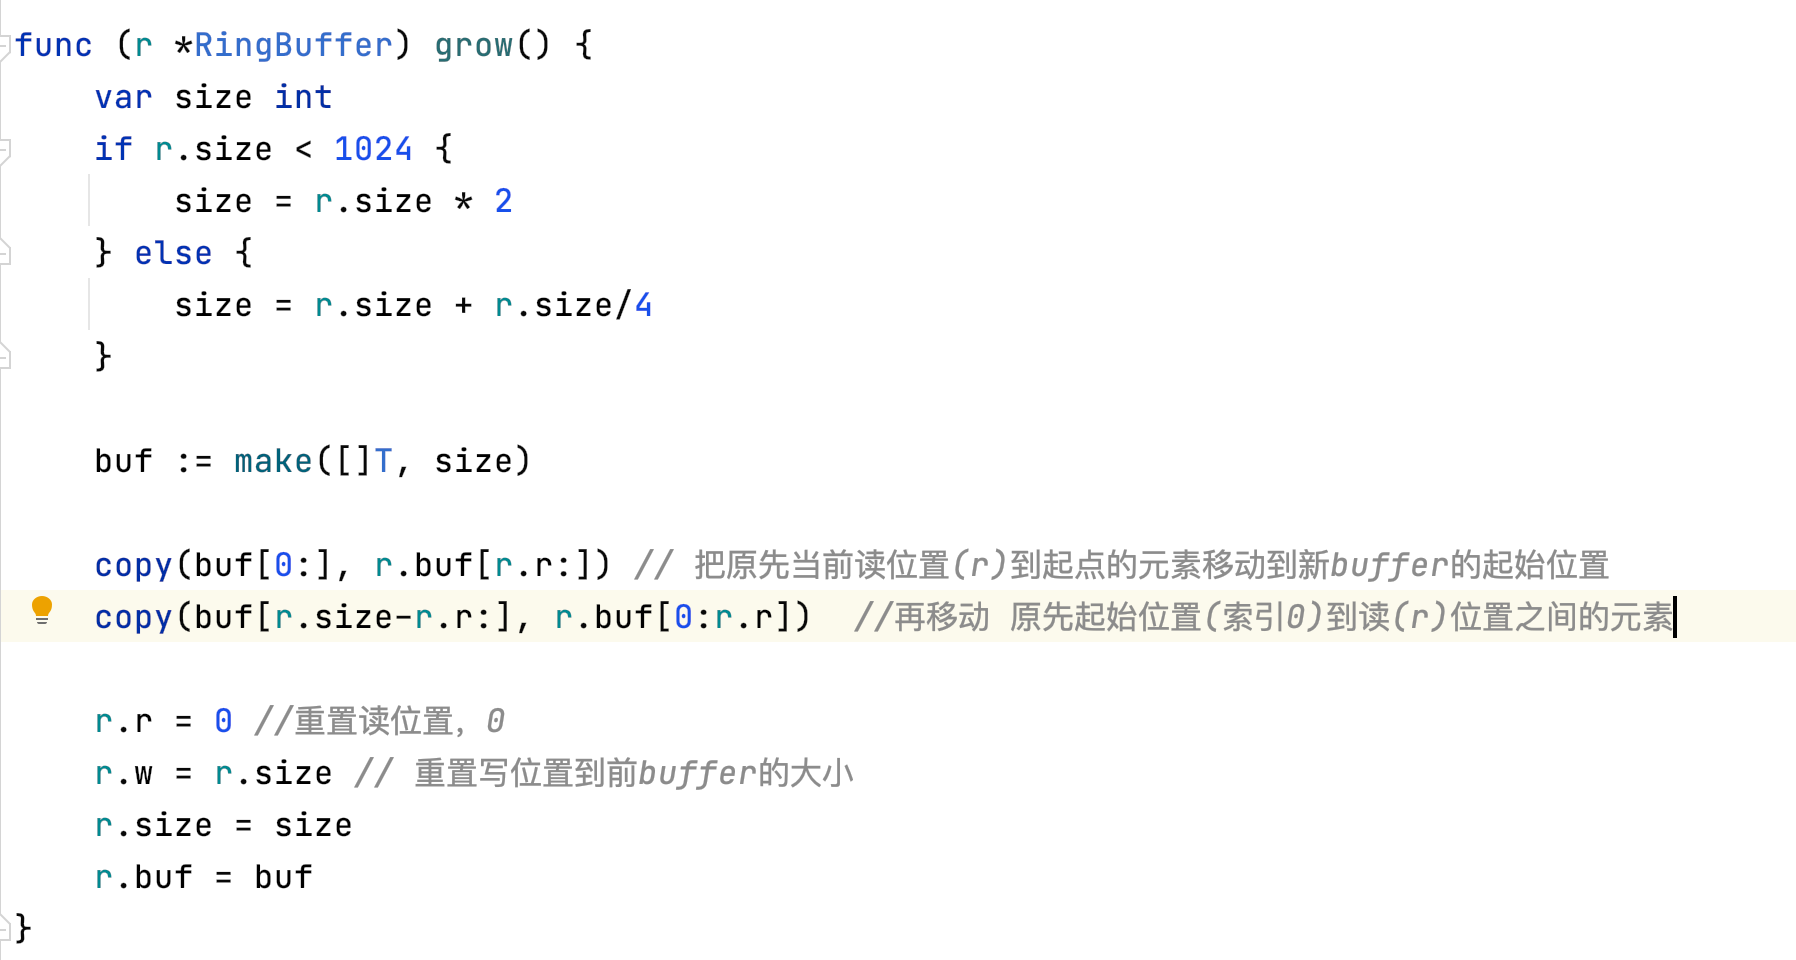 func (r *RingBuffer) grow() {
    var size int
    if r.size < 1024 {
        size = r.size * 2
    } else {
        size = r.size + r.size/4
    }

    buf := make([]T, size)

    copy(buf[0:], r.buf[r.r:]) // 把原先当前读位置(r)到起点的元素移动到新buffer的起始位置
    copy(buf[r.size-r.r:], r.buf[0:r.r])  //再移动 原先起始位置(索引0)到读(r)位置之间的元素

    r.r = 0 //重置读位置，0
    r.w = r.size // 重置写位置到前buffer的大小
    r.size = size
    r.buf = buf
}